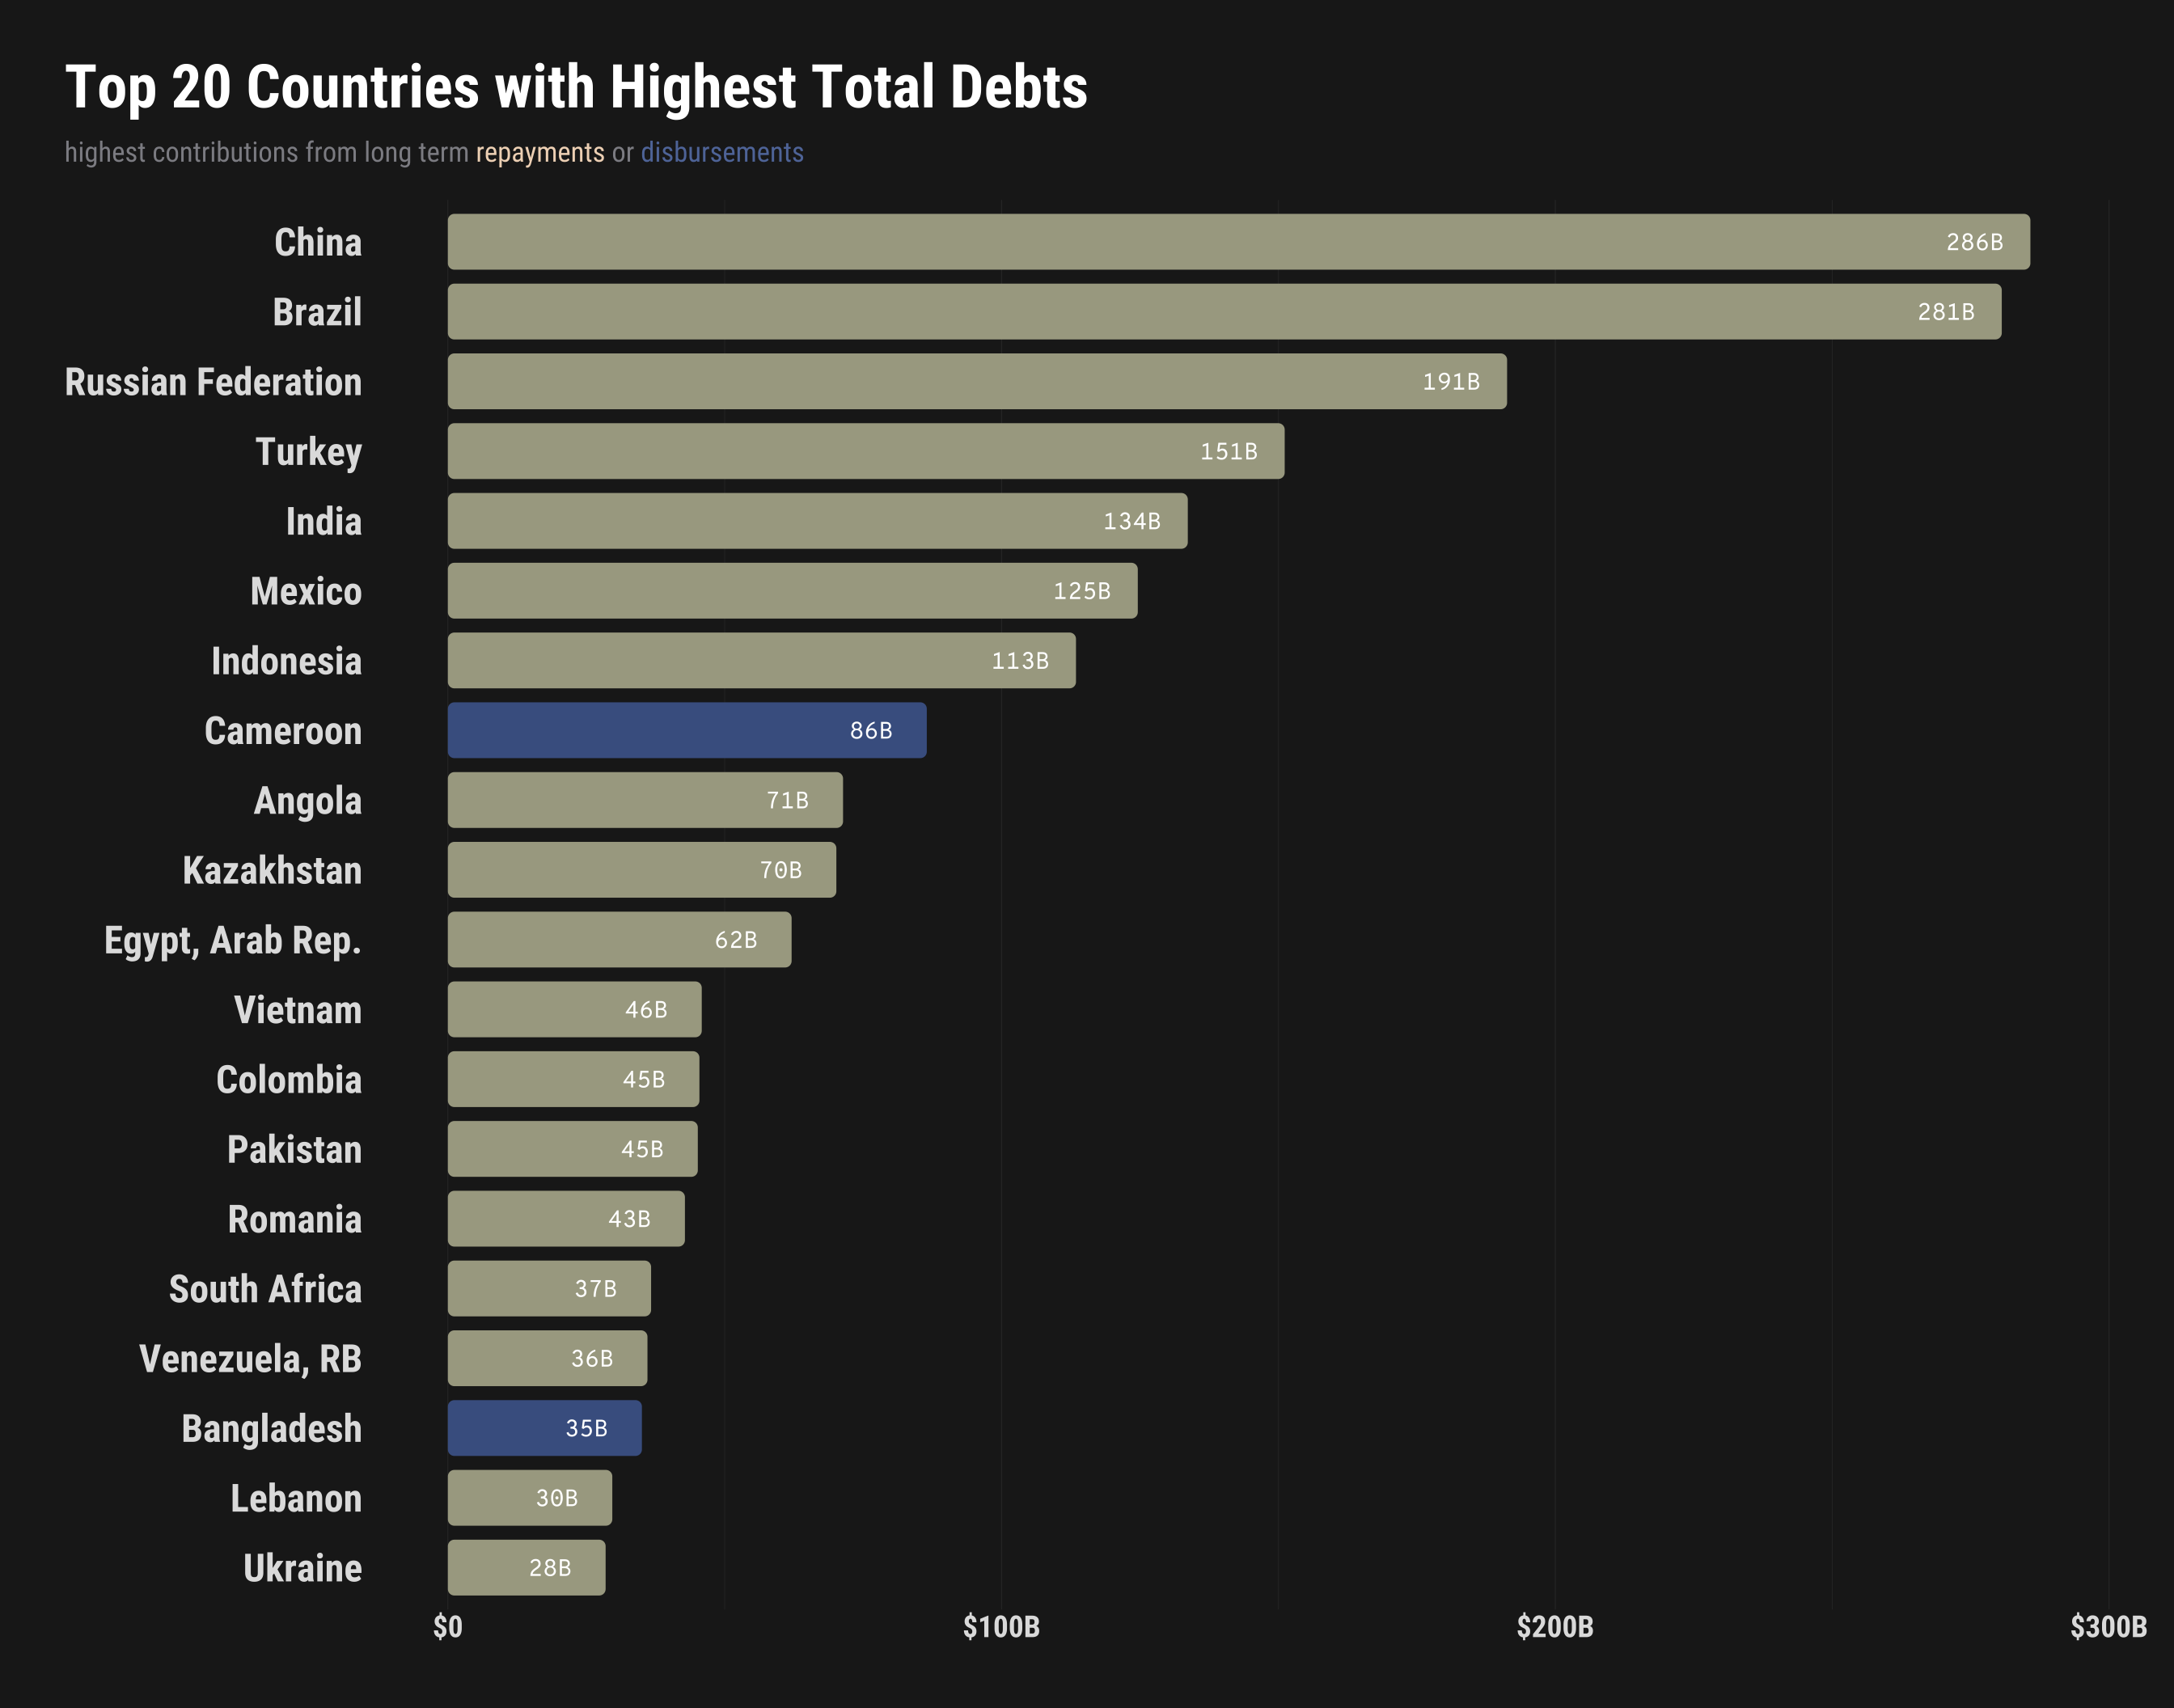 Top 20 Countries with Highest Total Debts
highest contributions from long term repayments or disbursements
China 286B
Brazil 281B
Russian Federation 191B
Turkey 151B
India 134B
Mexico 125B
Indonesia 113B
Cameroon 86B
Angola 71B
Kazakhstan 70B
Egypt, Arab Rep. 62B
Vietnam 46B
Colombia 45B
Pakistan 45B
Romania 43B
South Africa 37B
Venezuela, RB 36B
Bangladesh 35B
Lebanon 30B
Ukraine 28B
$0 $100B $200B $300B